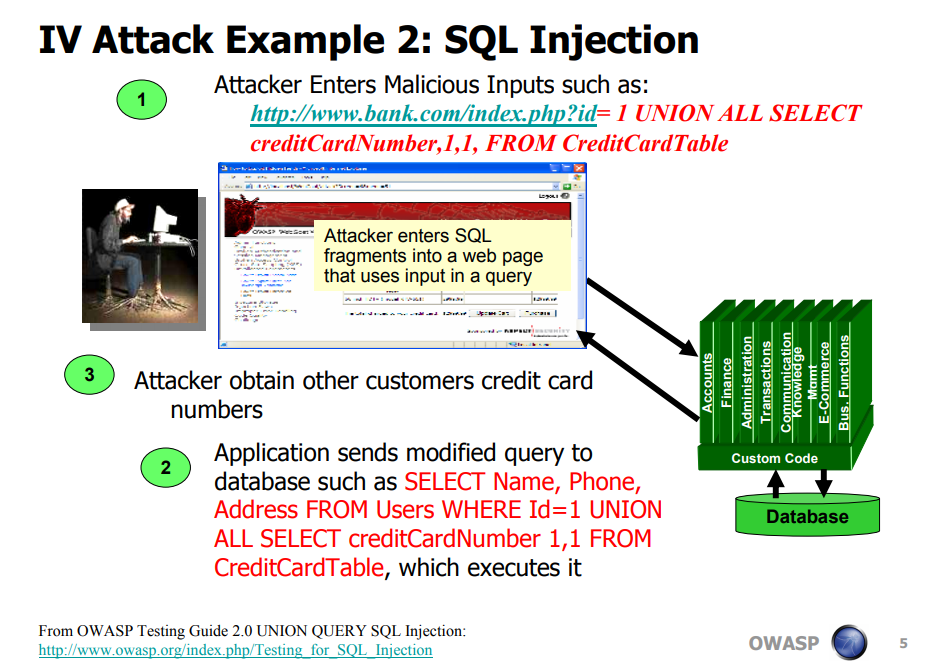 IV Attack Example 2: SQL Injection
1
Attacker Enters Malicious Inputs such as:
http://www.bank.com/index.php?id= 1 UNION ALL SELECT
creditCardNumber,1,1, FROM CreditCardTable
Logout
OWASP WebGoat
Attacker enters SQL
fragments into a web page
that uses input in a query
Update Cart
Purchase
Accounts
Finance
Administration
Transactions
Communication
Knowledge
Mgmt
E-Commerce
Bus. Functions
Custom Code
Database
3
Attacker obtain other customers credit card
numbers
2
Application sends modified query to
database such as SELECT Name, Phone,
Address FROM Users WHERE Id=1 UNION
ALL SELECT creditCardNumber 1,1 FROM
CreditCardTable, which executes it
From OWASP Testing Guide 2.0 UNION QUERY SQL Injection:
http://www.owasp.org/index.php/Testing_for_SQL_Injection
OWASP
5